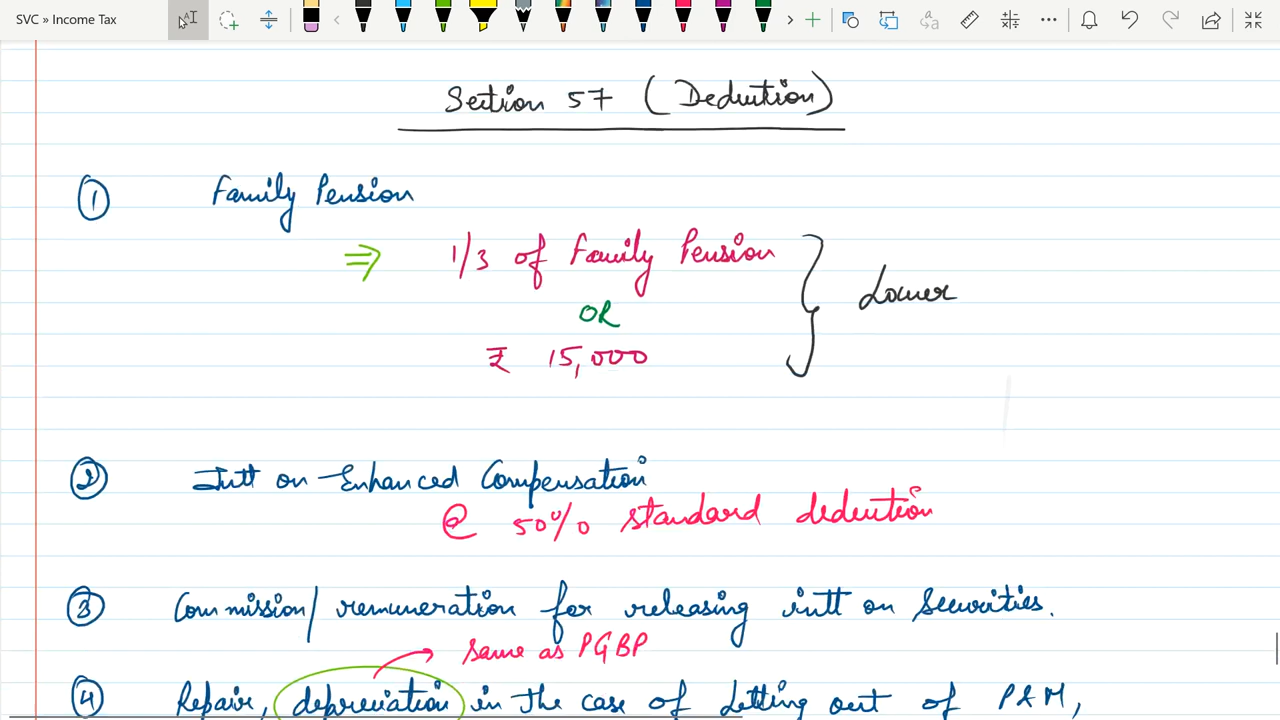 SVC » Income Tax
Section 57 (Deduction)
① Family Pension
⇒ 1/3 of Family Pension
OR
₹ 15,000
Lower
② Intt on Enhanced Compensation
@ 50% standard deduction
③ Commission/ remuneration for releasing intt on Securities.
same as PGBP
④ Repair, depreciation in the case of Letting out of P&M,